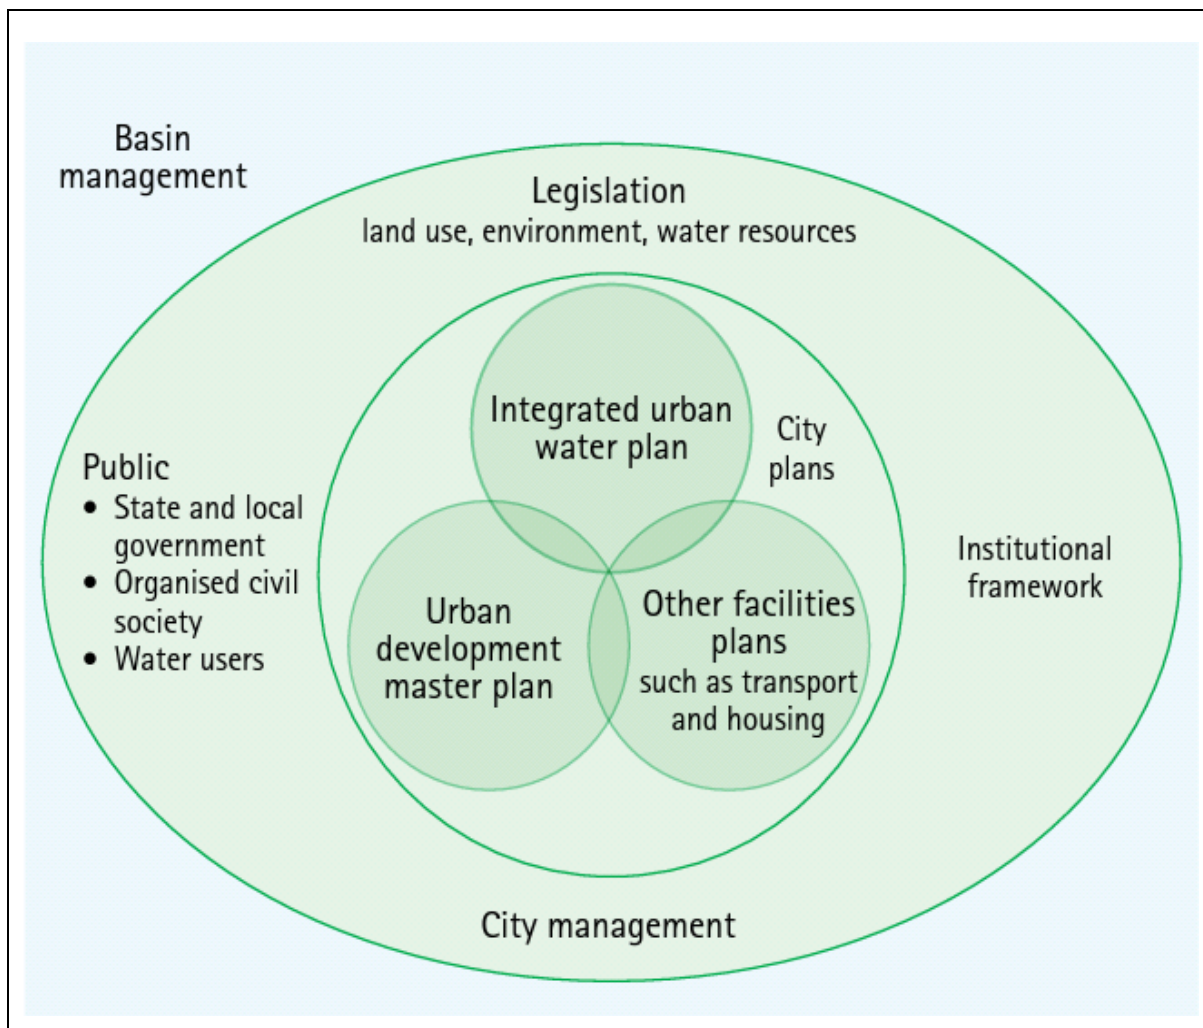 Basin
management
Legislation
land use, environment, water resources
Integrated urban
water plan
City
plans
Public
• State and local
government
• Organised civil
society
• Water users
Urban
development
master plan
Other facilities
plans
such as transport
and housing
Institutional
framework
City management